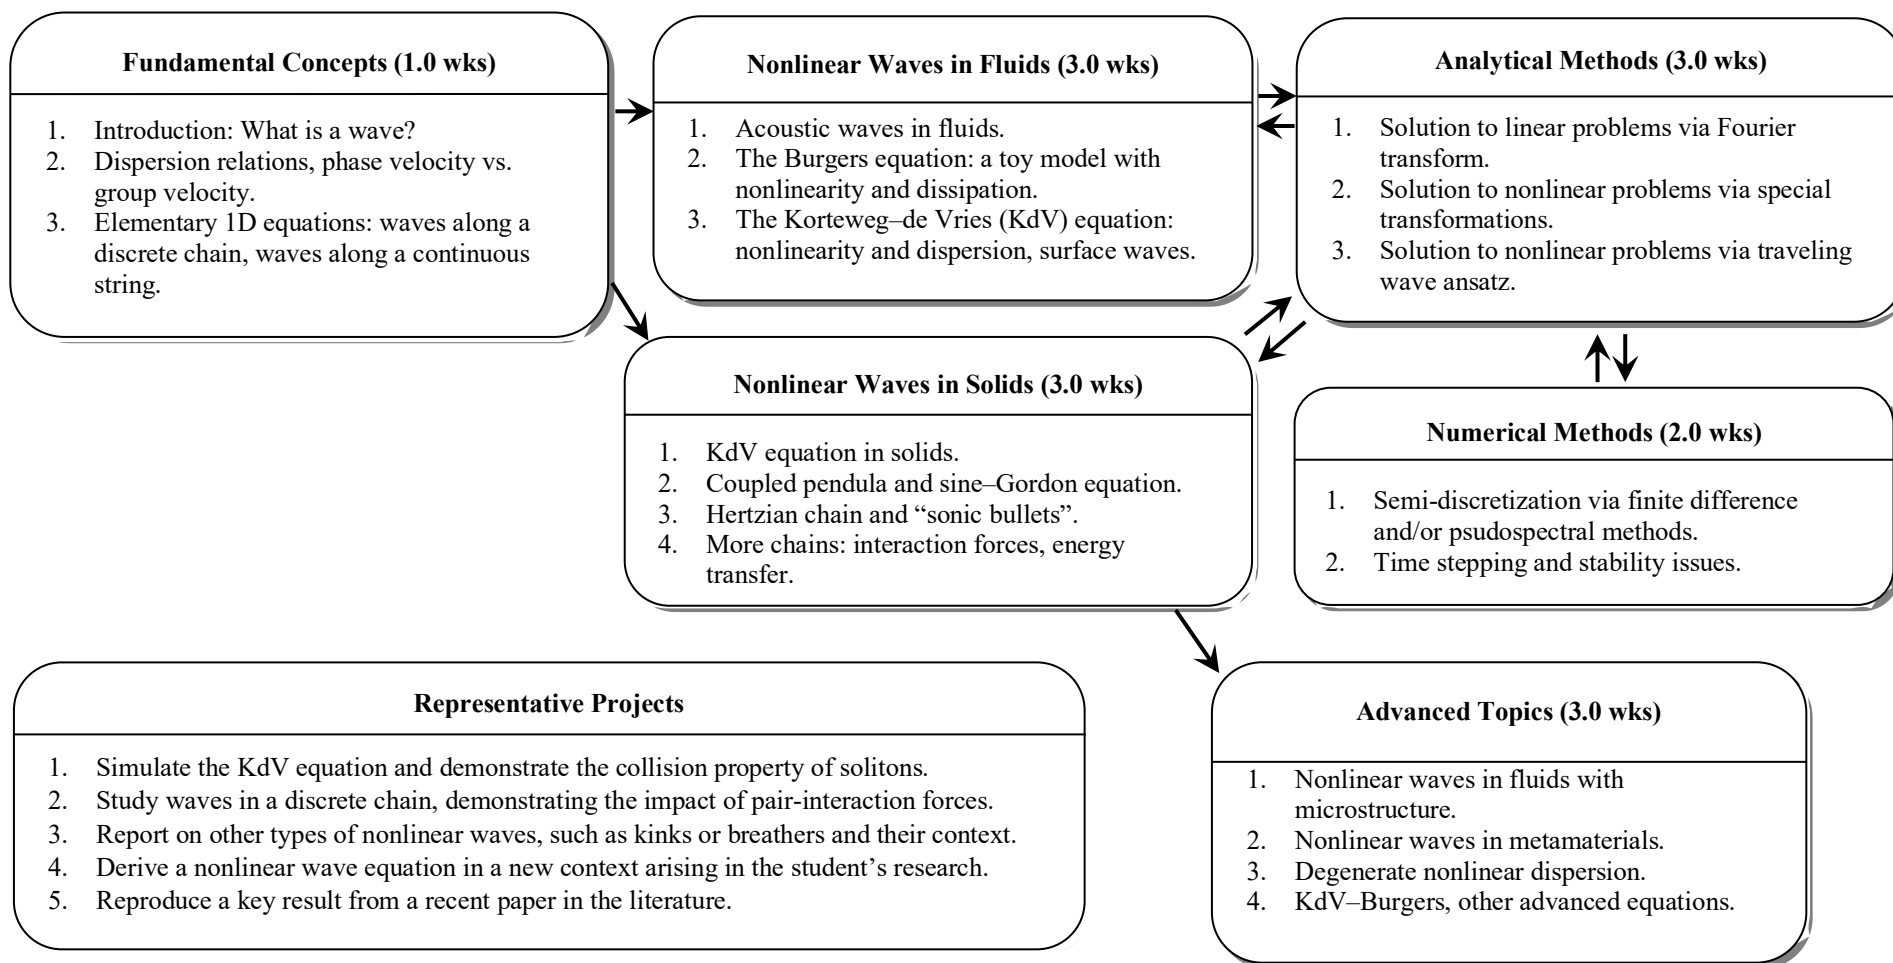 Fundamental Concepts (1.0 wks)
1. Introduction: What is a wave?
2. Dispersion relations, phase velocity vs.
group velocity.
3. Elementary 1D equations: waves along a
discrete chain, waves along a continuous
string.
Nonlinear Waves in Fluids (3.0 wks)
1. Acoustic waves in fluids.
2. The Burgers equation: a toy model with
nonlinearity and dissipation.
3. The Korteweg–de Vries (KdV) equation:
nonlinearity and dispersion, surface waves.
Analytical Methods (3.0 wks)
1. Solution to linear problems via Fourier
transform.
2. Solution to nonlinear problems via special
transformations.
3. Solution to nonlinear problems via traveling
wave ansatz.
Nonlinear Waves in Solids (3.0 wks)
1. KdV equation in solids.
2. Coupled pendula and sine–Gordon equation.
3. Hertzian chain and “sonic bullets”.
4. More chains: interaction forces, energy
transfer.
Numerical Methods (2.0 wks)
1. Semi-discretization via finite difference
and/or psudospectral methods.
2. Time stepping and stability issues.
Representative Projects
1. Simulate the KdV equation and demonstrate the collision property of solitons.
2. Study waves in a discrete chain, demonstrating the impact of pair-interaction forces.
3. Report on other types of nonlinear waves, such as kinks or breathers and their context.
4. Derive a nonlinear wave equation in a new context arising in the student’s research.
5. Reproduce a key result from a recent paper in the literature.
Advanced Topics (3.0 wks)
1. Nonlinear waves in fluids with
microstructure.
2. Nonlinear waves in metamaterials.
3. Degenerate nonlinear dispersion.
4. KdV–Burgers, other advanced equations.